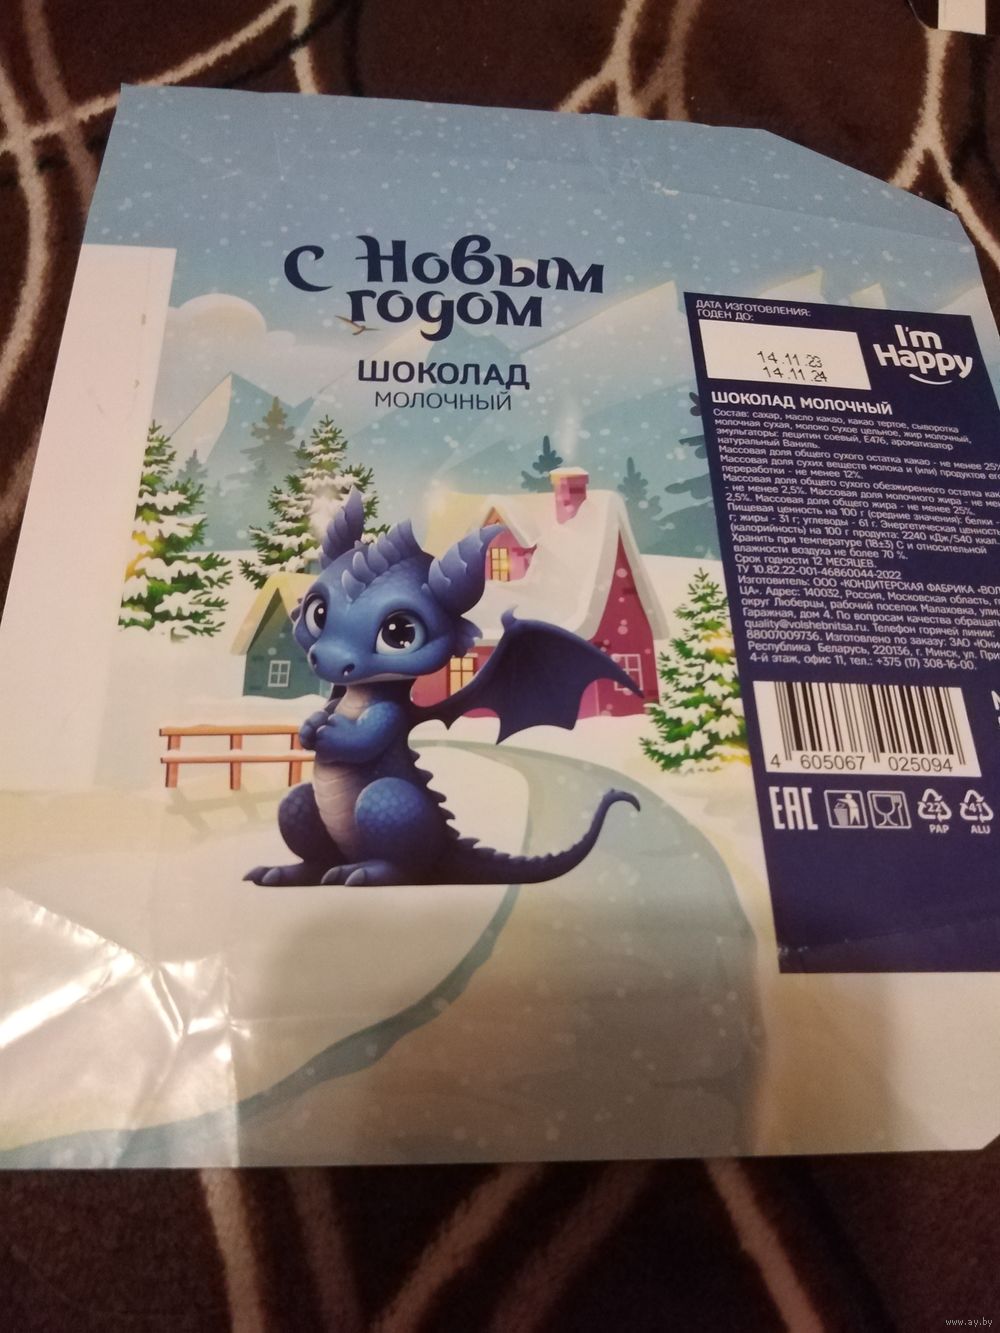 С Новым
годом
ШОКОЛАД
МОЛОЧНЫЙ
ДАТА ИЗГОТОВЛЕНИЯ:
ГОДЕН ДО:
14.11.23
14.11.24
I'm
Happy
ШОКОЛАД МОЛОЧНЫЙ
Состав: сахар, масло какао, какао тертое, сыворотка
молочная сухая, молоко сухое цельное, жир молочный,
эмульгаторы: лецитин соевый, Е476, ароматизатор
натуральный Ваниль.
Массовая доля общего сухого остатка какао - не менее 25%
Массовая доля сухих веществ молока и (или) продуктов его
переработки - не менее 12%.
Массовая доля общего сухого обезжиренного остатка
- не менее 2,5%. Массовая доля молочного жира - не
2,5%. Массовая доля общего жира - не менее 25%.
Пищевая ценность на 100 г (средние значения): белки -
г; жиры - 31 г; углеводы - 61 г. Энергетическая ценность
(калорийность) на 100 г продукта: 2240 кДж/540
Хранить при температуре (18±3) С и относительной
влажности воздуха не более 70 %.
Срок годности 12 МЕСЯЦЕВ.
ТУ 10.82.22-001-46860044-2022
Изготовитель: ООО «КОНДИТЕРСКАЯ ФАБРИКА
ЦА». Адрес: 140032, Россия, Московская область,
округ Люберцы, рабочий поселок Малаховка,
Гаражная, дом 4. По вопросам качества
quality@volshebnitsa.ru. Телефон горячей линии:
88007009736. Изготовлено по заказу: ЗАО
Республика Беларусь, 220136, г. Минск, ул.
4-й этаж, офис 11, тел.: +375 (17) 308-16-00.
4 605067 025094
EAC
22
PAP
41
ALU
www.ay.by